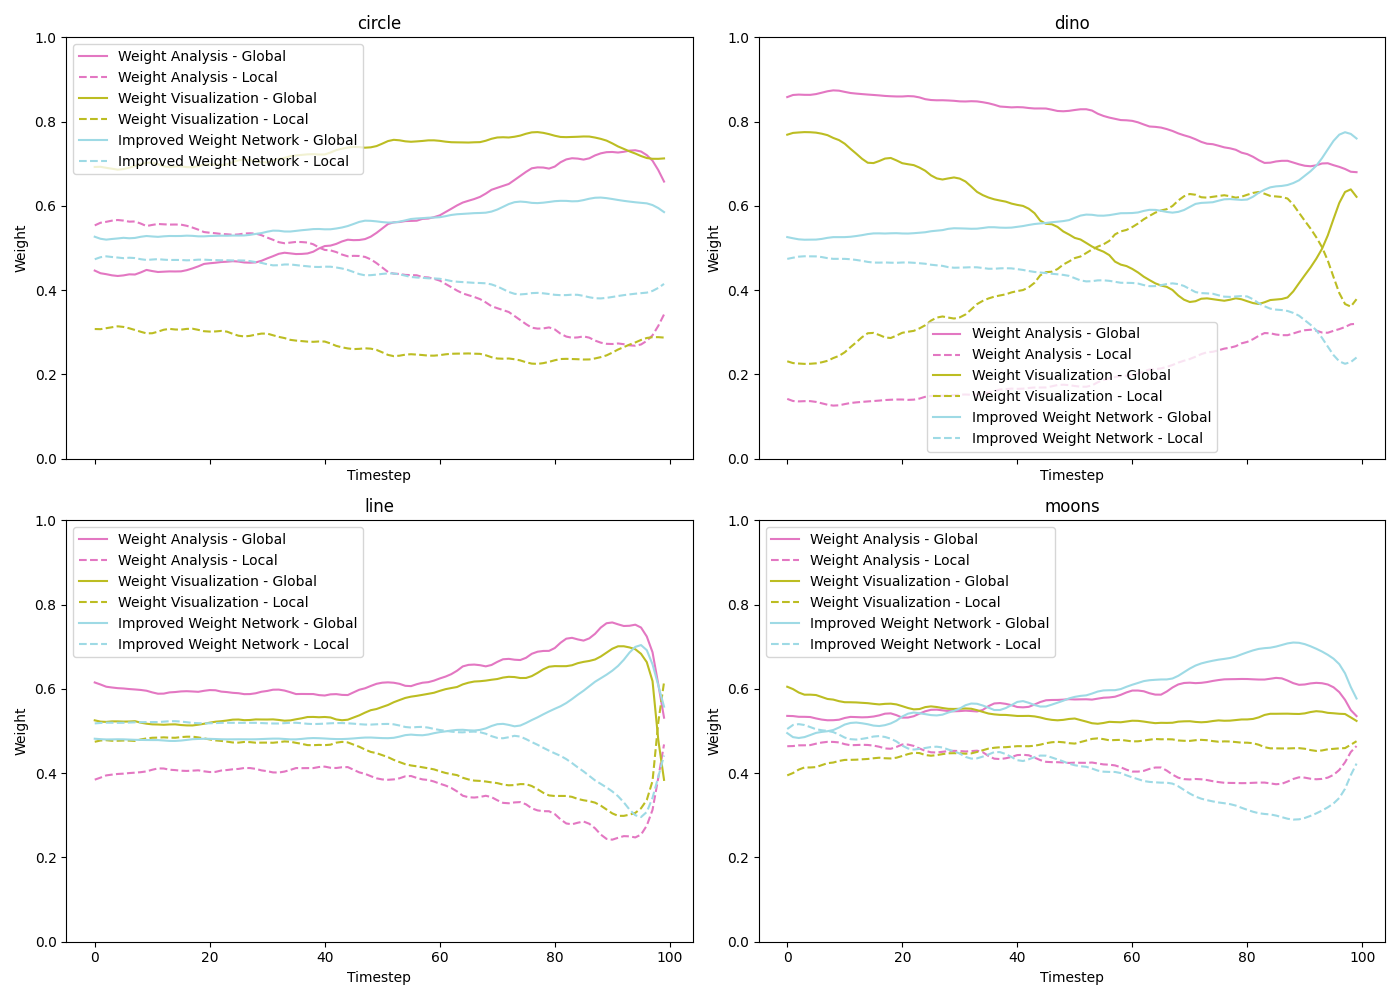 circle
1.0
0.8
0.6
0.4
0.2
0.0
Weight
Weight Analysis - Global
Weight Analysis - Local
Weight Visualization - Global
Weight Visualization - Local
Improved Weight Network - Global
Improved Weight Network - Local
Timestep
dino
1.0
0.8
0.6
0.4
0.2
0.0
Weight
Weight Analysis - Global
Weight Analysis - Local
Weight Visualization - Global
Weight Visualization - Local
Improved Weight Network - Global
Improved Weight Network - Local
Timestep
line
1.0
0.8
0.6
0.4
0.2
0.0
Weight
Weight Analysis - Global
Weight Analysis - Local
Weight Visualization - Global
Weight Visualization - Local
Improved Weight Network - Global
Improved Weight Network - Local
0 20 40 60 80 100
Timestep
moons
1.0
0.8
0.6
0.4
0.2
0.0
Weight
Weight Analysis - Global
Weight Analysis - Local
Weight Visualization - Global
Weight Visualization - Local
Improved Weight Network - Global
Improved Weight Network - Local
0 20 40 60 80 100
Timestep